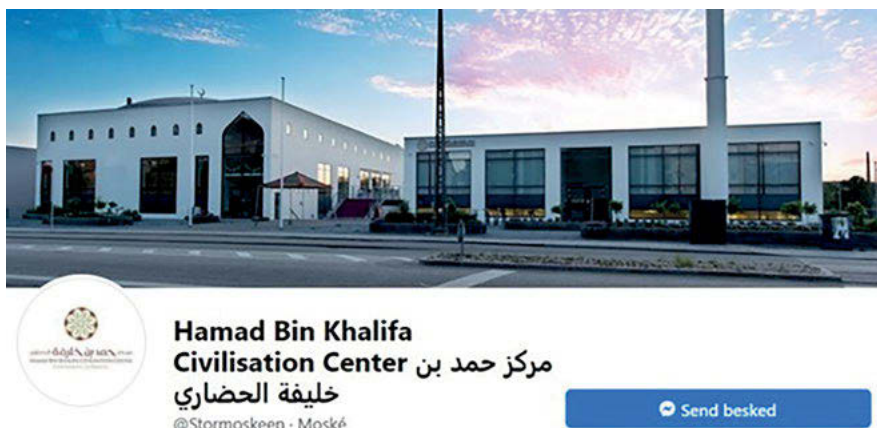 Hamad Bin Khalifa
Civilisation Center مركز حمد بن
خليفة الحضاري
@Stormoskeen · Moské
Send besked